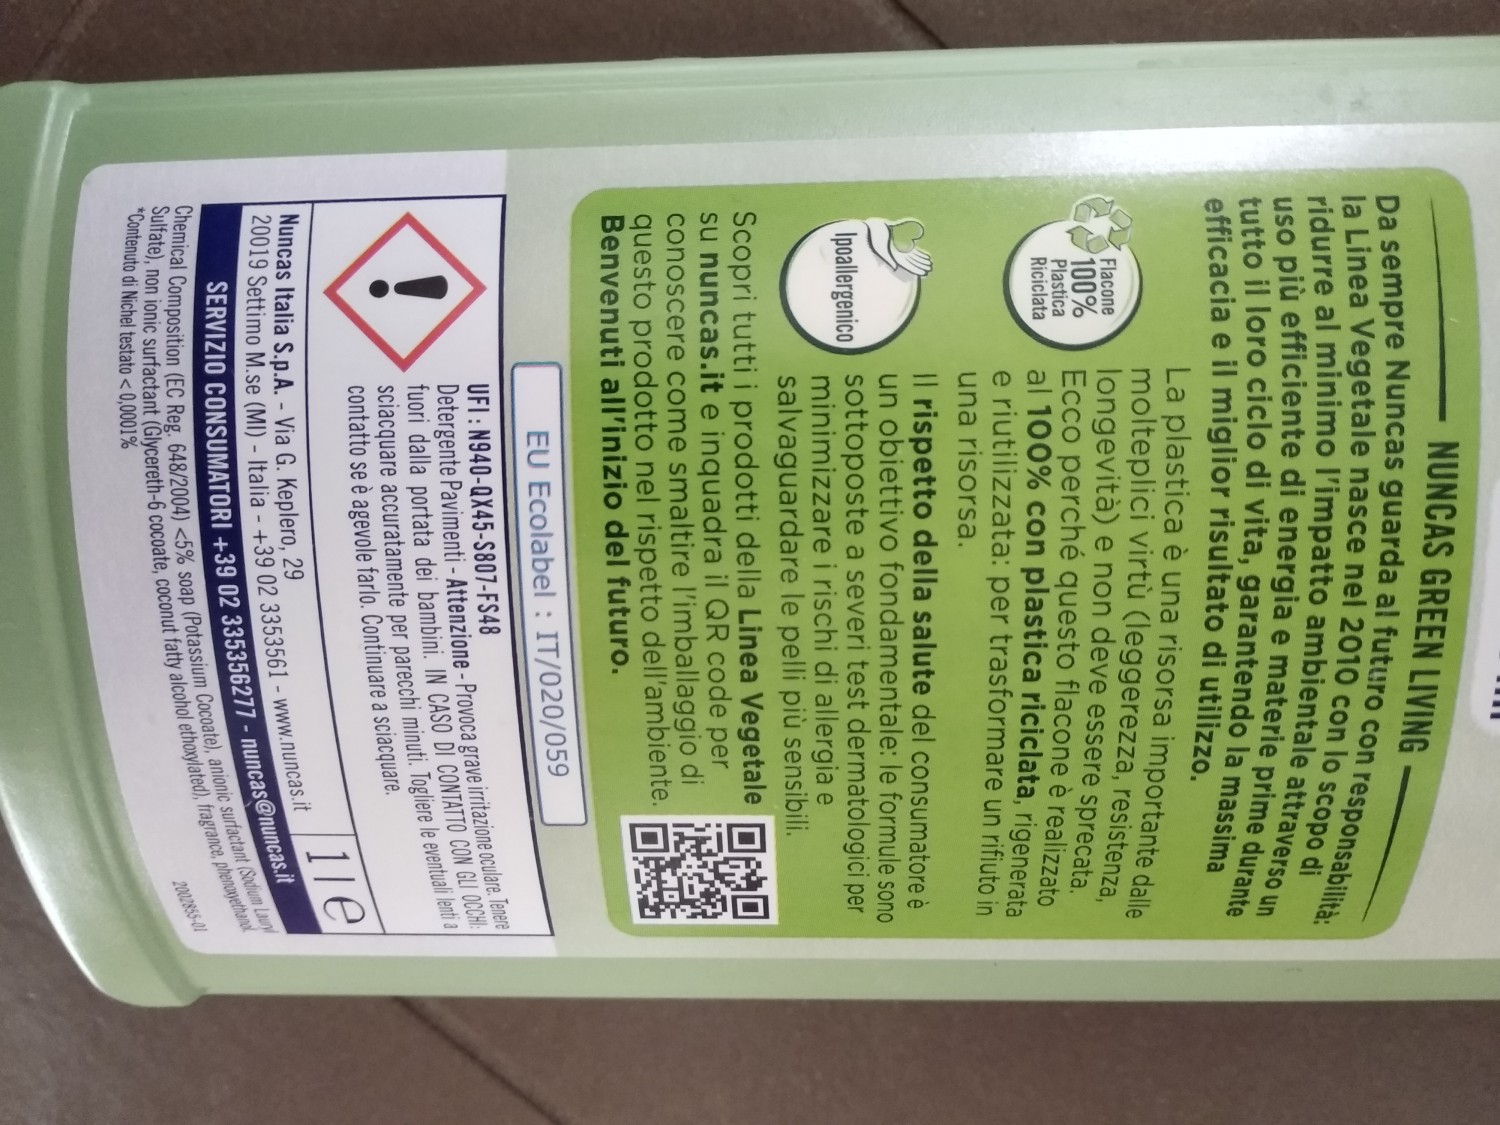 NUNCAS GREEN LIVING
Da sempre Nuncas guarda al futuro con responsabilità:
la Linea Vegetale nasce nel 2010 con lo scopo di
ridurre al minimo l'impatto ambientale attraverso un
uso più efficiente di energia e materie prime durante
tutto il loro ciclo di vita, garantendo la massima
efficacia e il miglior risultato di utilizzo.
Flacone
100%
Plastica
Riciclata
La plastica è una risorsa importante dalle
molteplici virtù (leggerezza, resistenza,
longevità) e non deve essere sprecata.
Ecco perché questo flacone è realizzato
al 100% con plastica riciclata, rigenerata
e riutilizzata: per trasformare un rifiuto in
una risorsa.
Ipoallergenico
Il rispetto della salute del consumatore è
un obiettivo fondamentale: le formule sono
sottoposte a severi test dermatologici per
minimizzare i rischi di allergia e
salvaguardare le pelli più sensibili.
Scopri tutti i prodotti della Linea Vegetale
su nuncas.it e inquadra il QR code per
conoscere come smaltire l'imballaggio di
questo prodotto nel rispetto dell'ambiente.
Benvenuti all'inizio del futuro.
EU Ecolabel : IT/020/059
UFI : N940-QX45-S807-FS48
Detergente Pavimenti - Attenzione - Provoca grave irritazione oculare. Tenere
fuori dalla portata dei bambini. IN CASO DI CONTATTO CON GLI OCCHI:
sciacquare accuratamente per parecchi minuti. Togliere le eventuali lenti a
contatto se è agevole farlo. Continuare a sciacquare.
Nuncas Italia S.p.A. - Via G. Keplero, 29
20019 Settimo M.se (MI) - Italia - +39 02 3353561 - www.nuncas.it
1 l e
SERVIZIO CONSUMATORI +39 02 335356277 - nuncas@nuncas.it
Chemical Composition (EC Reg. 648/2004) <5% soap (Potassium Cocoate), anionic surfactant (Sodium Lauryl
Sulfate), non ionic surfactant (Glycereth-6 cocoate, coconut fatty alcohol ethoxylated), fragrance, phenoxyethanol.
*Contenuto di Nichel testato < 0,0001%
2002855-01